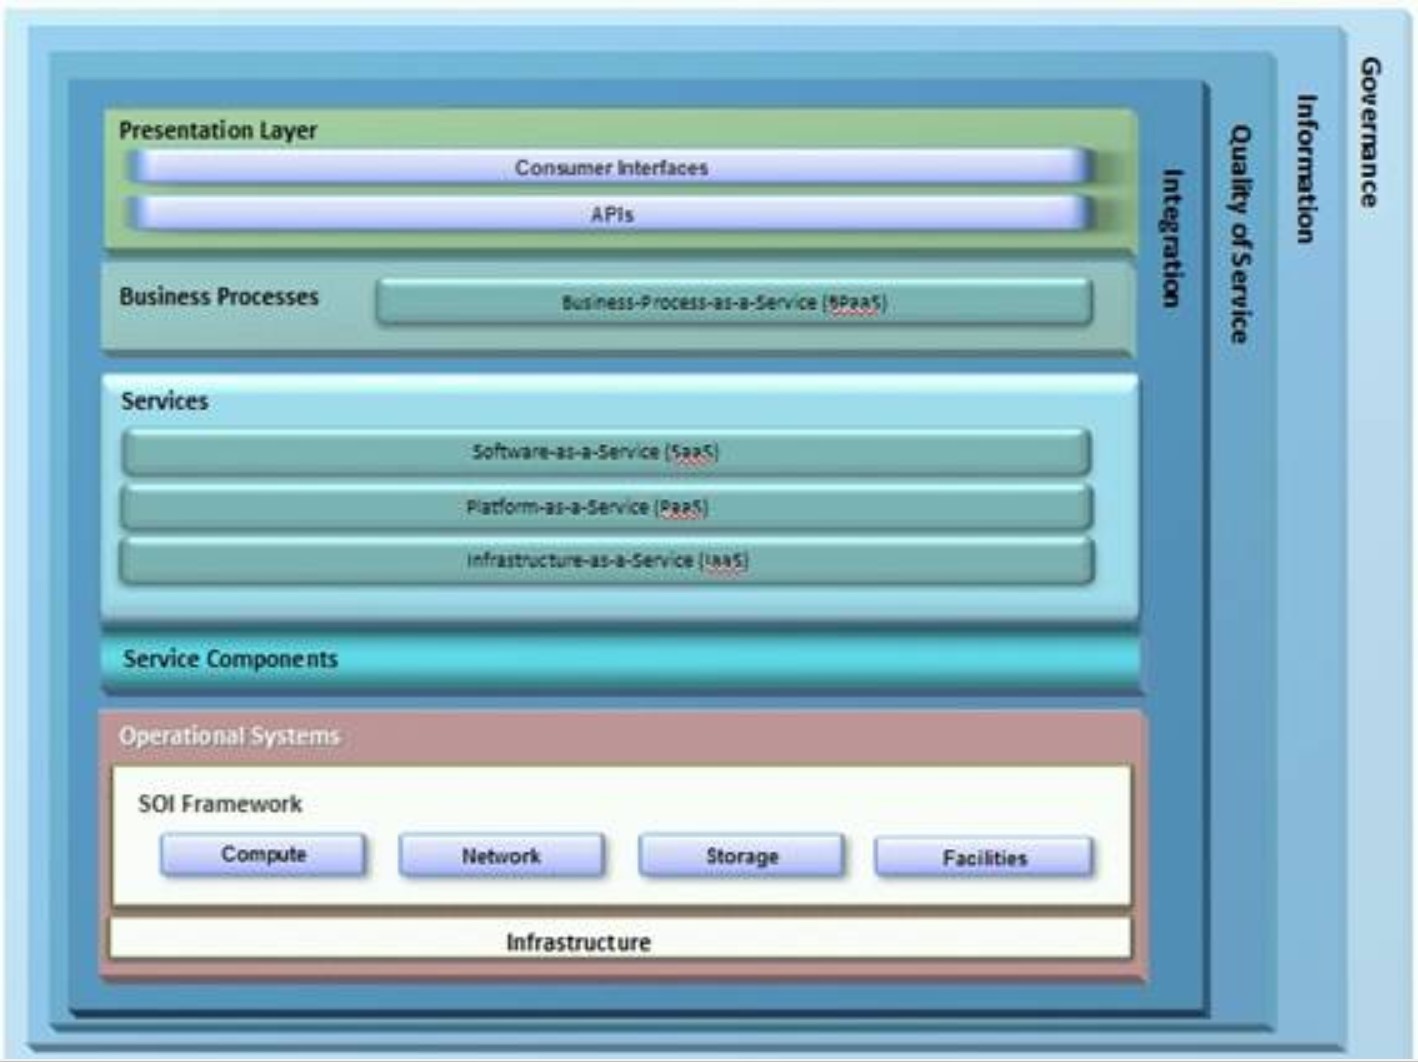 Presentation Layer
Consumer Interfaces
APIs
Business Processes
Business-Process-as-a-Service (BPaaS)
Services
Software-as-a-Service (SaaS)
Platform-as-a-Service (PaaS)
Infrastructure-as-a-Service (IaaS)
Service Components
Operational Systems
SOI Framework
Compute
Network
Storage
Facilities
Infrastructure
Integration
Quality of Service
Information
Governance